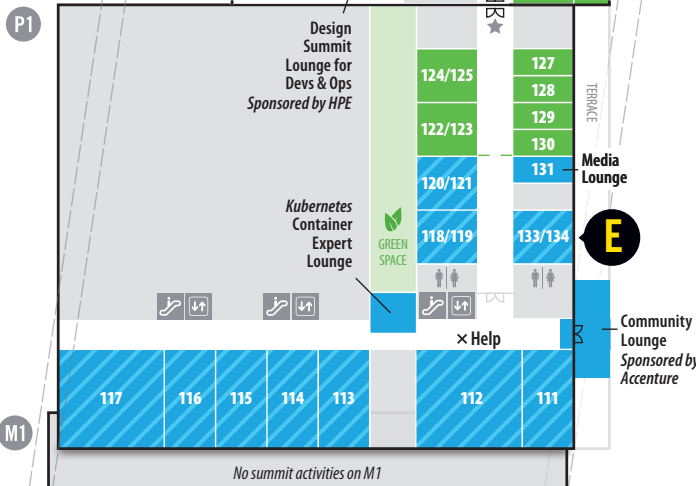 P1
Design
Summit
Lounge for
Devs & Ops
Sponsored by HPE
124/125
122/123
120/121
118/119
127
128
129
130
131
133/134
TERRACE
Media
Lounge
E
Kubernetes
Container
Expert
Lounge
GREEN
SPACE
× Help
Community
Lounge
Sponsored by
Accenture
117
116
115
114
113
112
111
M1
No summit activities on M1